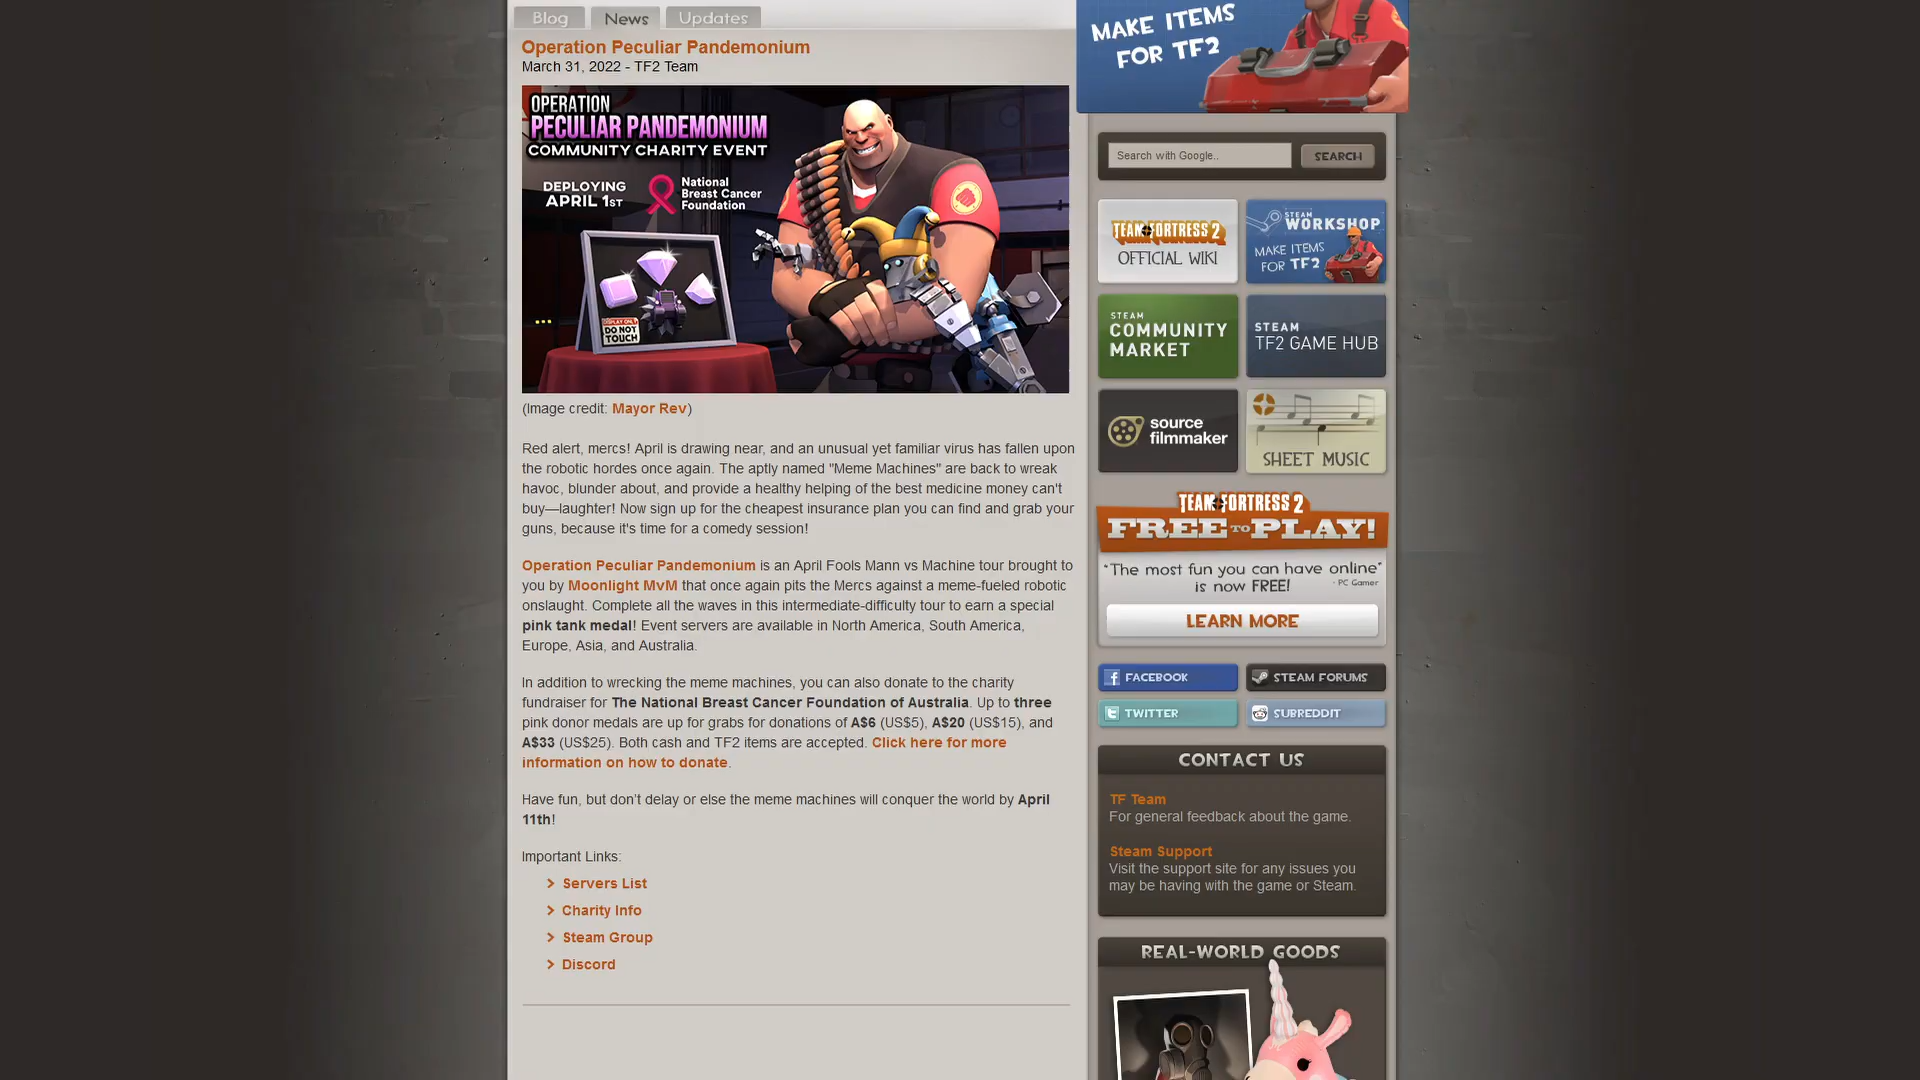 Blog
News
Updates
Operation Peculiar Pandemonium
March 31, 2022 - TF2 Team
OPERATION
PECULIAR PANDEMONIUM
COMMUNITY CHARITY EVENT
DEPLOYING
APRIL 1ST
National
Breast Cancer
Foundation
DISPLAY ONLY
DO NOT
TOUCH
(Image credit: Mayor Rev)
Red alert, mercs! April is drawing near, and an unusual yet familiar virus has fallen upon
the robotic hordes once again. The aptly named "Meme Machines" are back to wreak
havoc, blunder about, and provide a healthy helping of the best medicine money can't
buy—laughter! Now sign up for the cheapest insurance plan you can find and grab your
guns, because it's time for a comedy session!
Operation Peculiar Pandemonium is an April Fools Mann vs Machine tour brought to
you by Moonlight MvM that once again pits the Mercs against a meme-fueled robotic
onslaught. Complete all the waves in this intermediate-difficulty tour to earn a special
pink tank medal! Event servers are available in North America, South America,
Europe, Asia, and Australia.
In addition to wrecking the meme machines, you can also donate to the charity
fundraiser for The National Breast Cancer Foundation of Australia. Up to three
pink donor medals are up for grabs for donations of A$6 (US$5), A$20 (US$15), and
A$33 (US$25). Both cash and TF2 items are accepted. Click here for more
information on how to donate.
Have fun, but don’t delay or else the meme machines will conquer the world by April
11th!
Important Links:
Servers List
Charity Info
Steam Group
Discord
MAKE ITEMS
FOR TF2
Search with Google..
SEARCH
TEAM FORTRESS 2
OFFICIAL WIKI
STEAM
WORKSHOP
MAKE ITEMS
FOR TF2
STEAM
COMMUNITY
MARKET
STEAM
TF2 GAME HUB
source
filmmaker
SHEET MUSIC
TEAM FORTRESS 2
FREE TO PLAY!
"The most fun you can have online"
is now FREE!
- PC Gamer
LEARN MORE
FACEBOOK
STEAM FORUMS
TWITTER
SUBREDDIT
CONTACT US
TF Team
For general feedback about the game.
Steam Support
Visit the support site for any issues you
may be having with the game or Steam.
REAL-WORLD GOODS